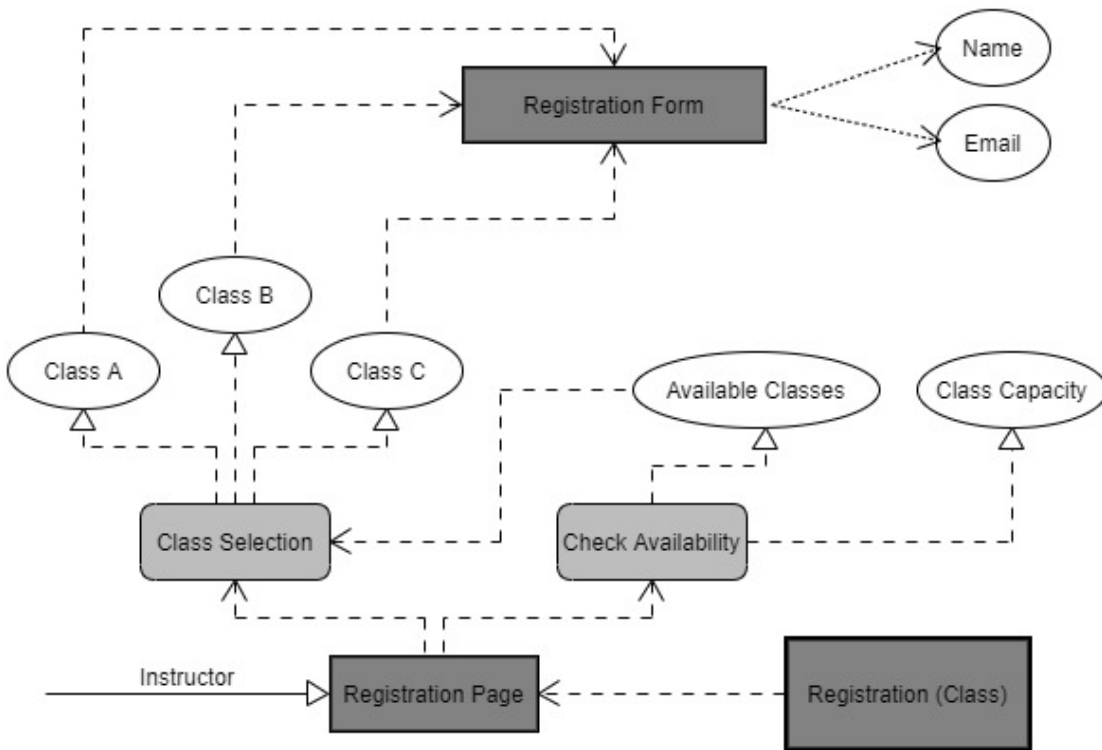 Name
Registration Form
Email
Class B
Class A
Class C
Available Classes
Class Capacity
Class Selection
Check Availability
Instructor
Registration Page
Registration (Class)